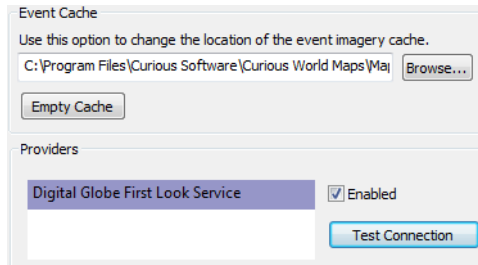 Event Cache
Use this option to change the location of the event imagery cache.
C:\Program Files\Curious Software\Curious World Maps\Ma Browse...
Empty Cache
Providers
Digital Globe First Look Service Enabled
Test Connection